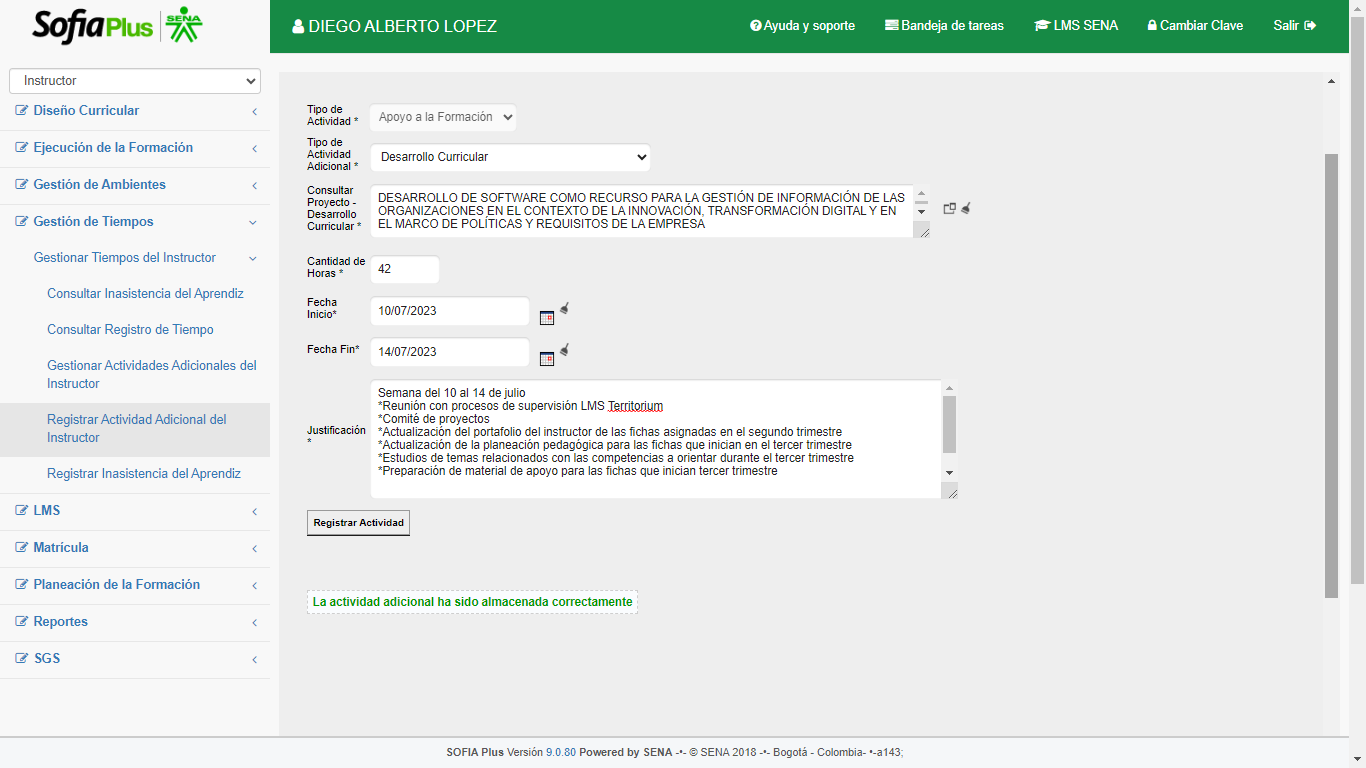 Sofia Plus SENA
DIEGO ALBERTO LOPEZ
Ayuda y soporte
Bandeja de tareas
LMS SENA
Cambiar Clave
Salir
Instructor
Diseño Curricular
Ejecución de la Formación
Gestión de Ambientes
Gestión de Tiempos
Gestionar Tiempos del Instructor
Consultar Inasistencia del Aprendiz
Consultar Registro de Tiempo
Gestionar Actividades Adicionales del
Instructor
Registrar Actividad Adicional del
Instructor
Registrar Inasistencia del Aprendiz
LMS
Matrícula
Planeación de la Formación
Reportes
SGS
Tipo de
Actividad *
Apoyo a la Formación
Tipo de
Actividad
Adicional *
Desarrollo Curricular
Consultar
Proyecto -
Desarrollo
Curricular *
DESARROLLO DE SOFTWARE COMO RECURSO PARA LA GESTIÓN DE INFORMACIÓN DE LAS
ORGANIZACIONES EN EL CONTEXTO DE LA INNOVACIÓN, TRANSFORMACIÓN DIGITAL Y EN
EL MARCO DE POLÍTICAS Y REQUISITOS DE LA EMPRESA
Cantidad de
Horas *
42
Fecha
Inicio*
10/07/2023
Fecha Fin*
14/07/2023
Justificación
*
Semana del 10 al 14 de julio
*Reunión con procesos de supervisión LMS Territorium
*Comité de proyectos
*Actualización del portafolio del instructor de las fichas asignadas en el segundo trimestre
*Actualización de la planeación pedagógica para las fichas que inician en el tercer trimestre
*Estudios de temas relacionados con las competencias a orientar durante el tercer trimestre
*Preparación de material de apoyo para las fichas que inician tercer trimestre
Registrar Actividad
La actividad adicional ha sido almacenada correctamente
SOFIA Plus Versión 9.0.80 Powered by SENA -•- © SENA 2018 -•- Bogotá - Colombia- •-a143;